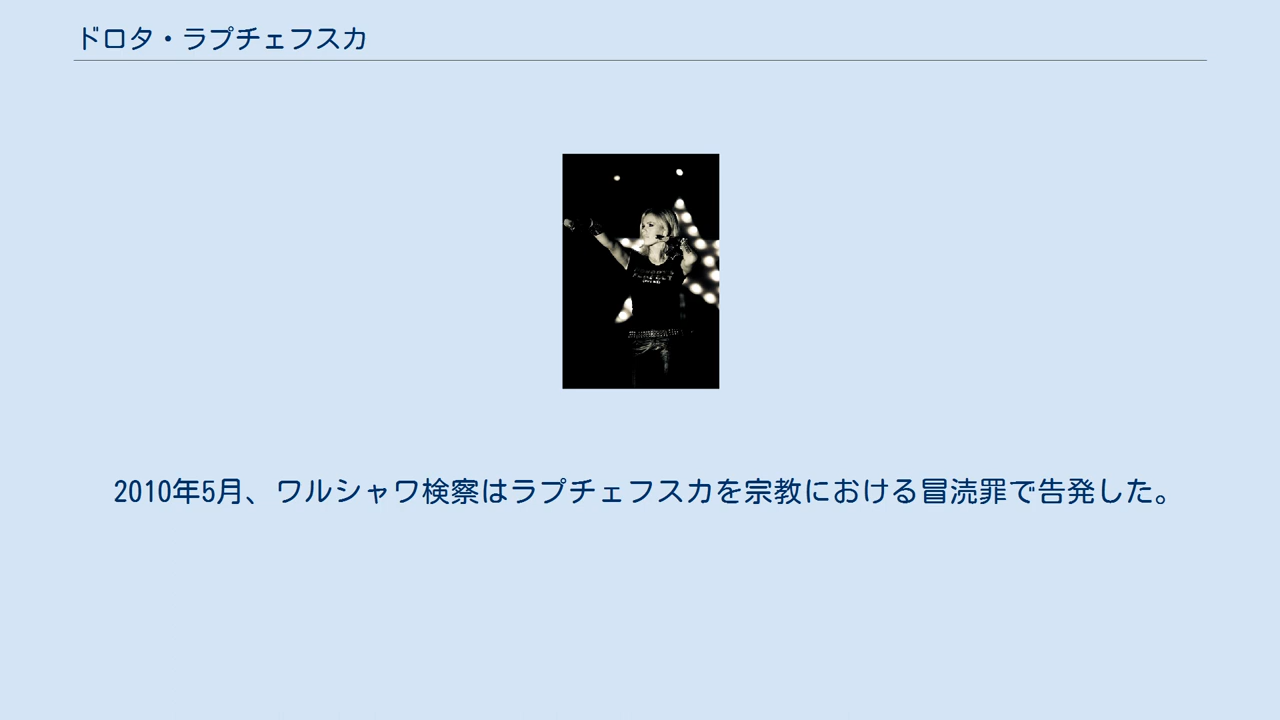 ドロタ・ラプチェフスカ
2010年5月、ワルシャワ検察はラプチェフスカを宗教における冒涜罪で告発した。